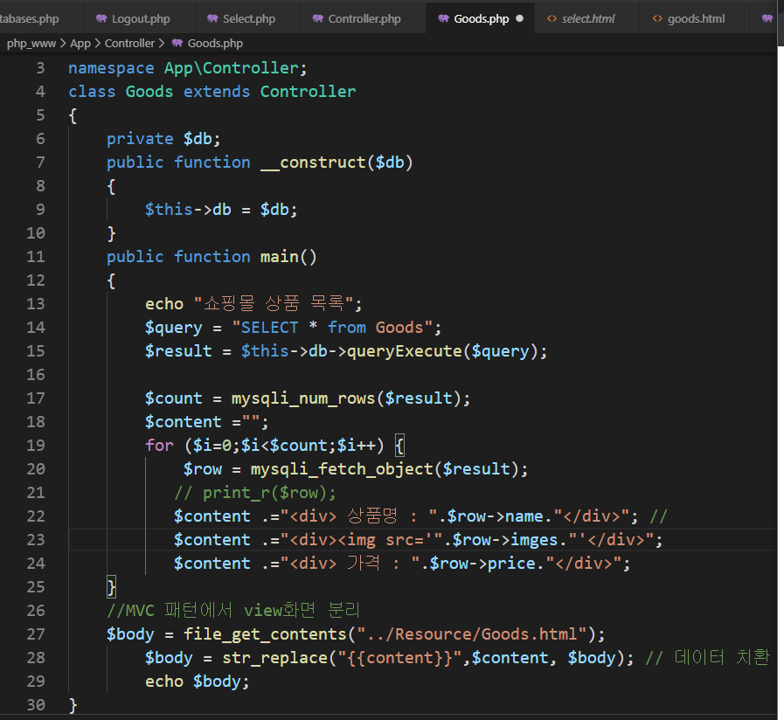 tabases.php Logout.php Select.php Controller.php Goods.php select.html goods.html
php_www > App > Controller > Goods.php
3 namespace App\Controller;
4 class Goods extends Controller
5 {
6 private $db;
7 public function __construct($db)
8 {
9 $this->db = $db;
10 }
11 public function main()
12 {
13 echo "쇼핑몰 상품 목록";
14 $query = "SELECT * from Goods";
15 $result = $this->db->queryExecute($query);
16
17 $count = mysqli_num_rows($result);
18 $content ="";
19 for ($i=0;$i<$count;$i++) {
20 $row = mysqli_fetch_object($result);
21 // print_r($row);
22 $content .="<div> 상품명 : ".$row->name."</div>"; //
23 $content .="<div><img src='".$row->imges."'</div>";
24 $content .="<div> 가격 : ".$row->price."</div>";
25 }
26 //MVC 패턴에서 view화면 분리
27 $body = file_get_contents("../Resource/Goods.html");
28 $body = str_replace("{{content}}",$content, $body); // 데이터 치환
29 echo $body;
30 }